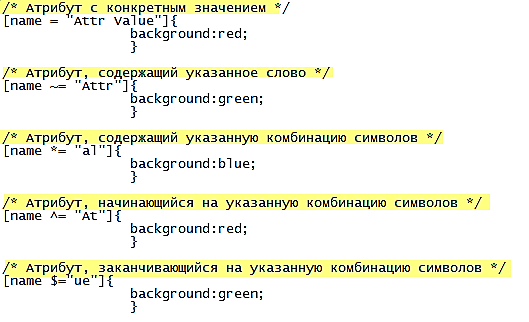 /* Атрибут с конкретным значением */
[name = "Attr Value"]{
background:red;
}
/* Атрибут, содержащий указанное слово */
[name ~= "Attr"]{
background:green;
}
/* Атрибут, содержащий указанную комбинацию символов */
[name *= "al"]{
background:blue;
}
/* Атрибут, начинающийся на указанную комбинацию символов */
[name ^= "At"]{
background:red;
}
/* Атрибут, заканчивающийся на указанную комбинацию символов */
[name $="ue"]{
background:green;
}